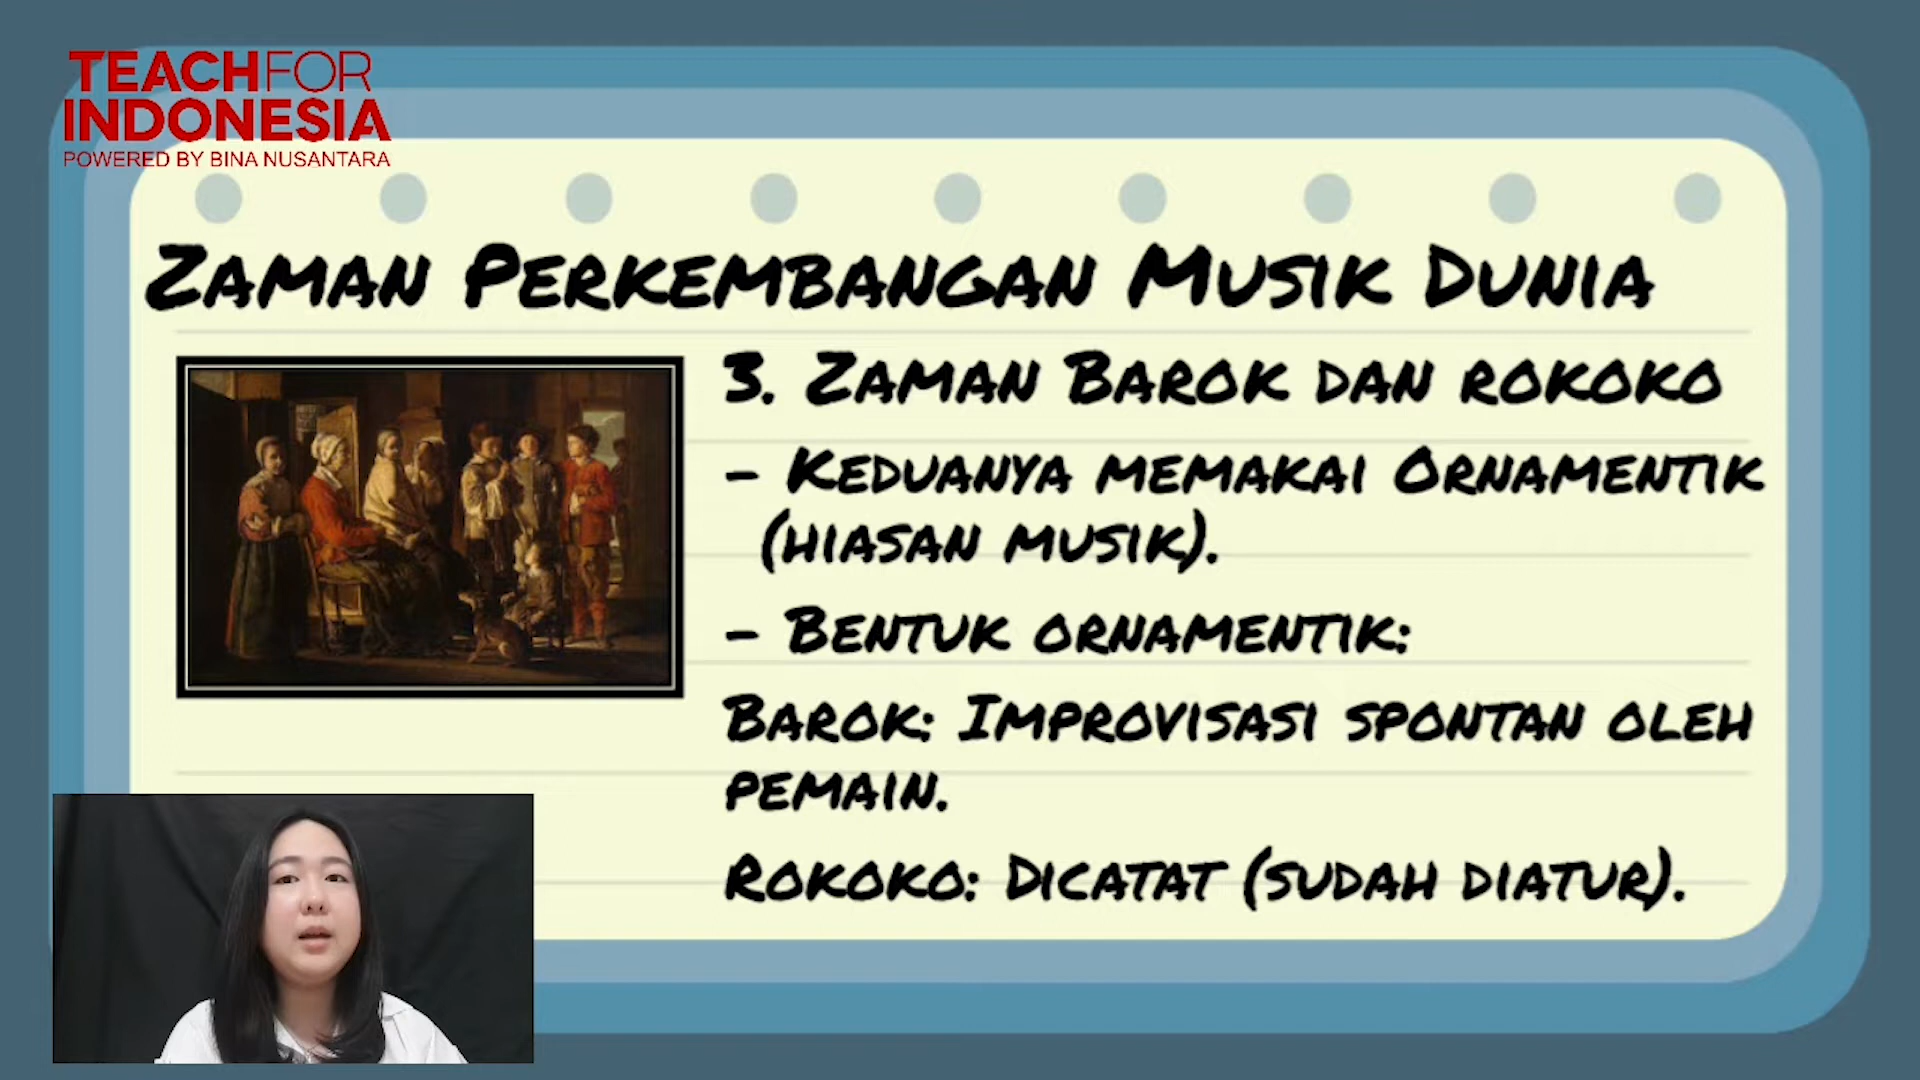 TEACHFOR
INDONESIA
POWERED BY BINA NUSANTARA
Zaman Perkembangan Musik Dunia
3. Zaman Barok dan rokoko
- Keduanya memakai Ornamentik
(hiasan musik).
- Bentuk ornamentik:
Barok: Improvisasi spontan oleh
pemain.
Rokoko: Dicatat (sudah diatur).